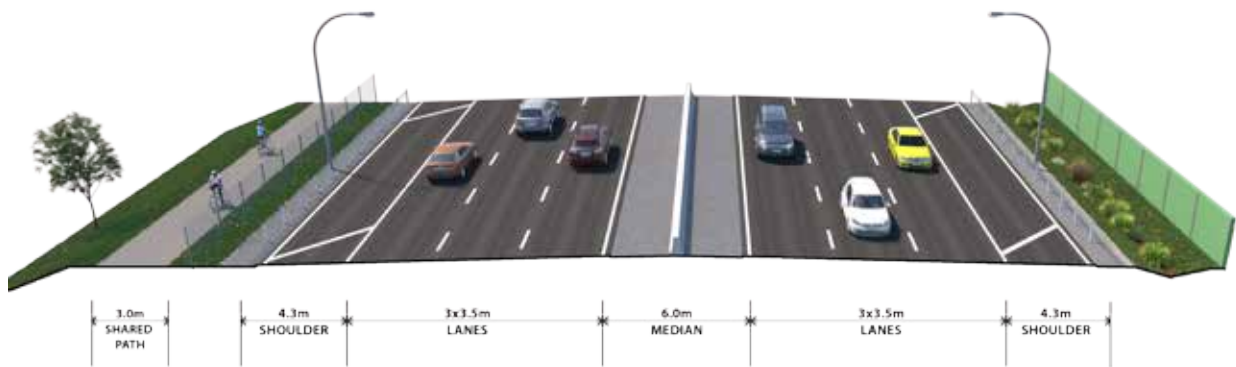 3.0m
SHARED
PATH
4.3m
SHOULDER
3x3.5m
LANES
6.0m
MEDIAN
3x3.5m
LANES
4.3m
SHOULDER